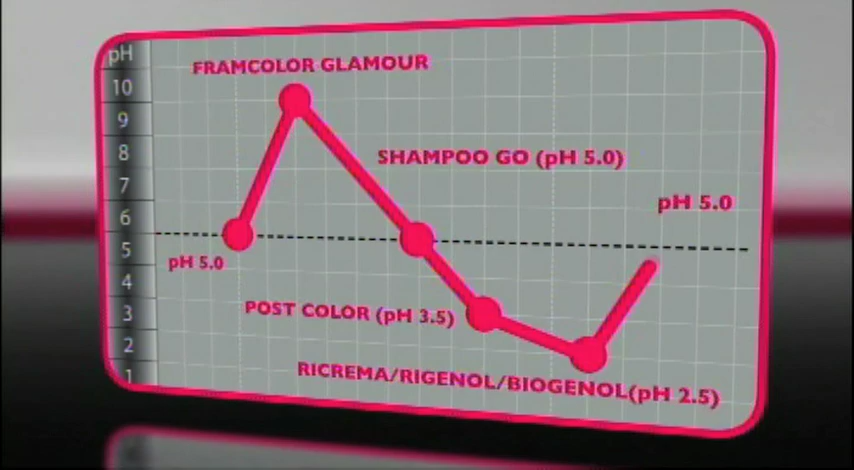 pH
FRAMCOLOR GLAMOUR
10
9
8
SHAMPOO GO (pH 5.0)
7
pH 5.0
6
5
pH 5.0
4
3
POST COLOR (pH 3.5)
2
RICREMA/RIGENOL/BIOGENOL(pH 2.5)
1